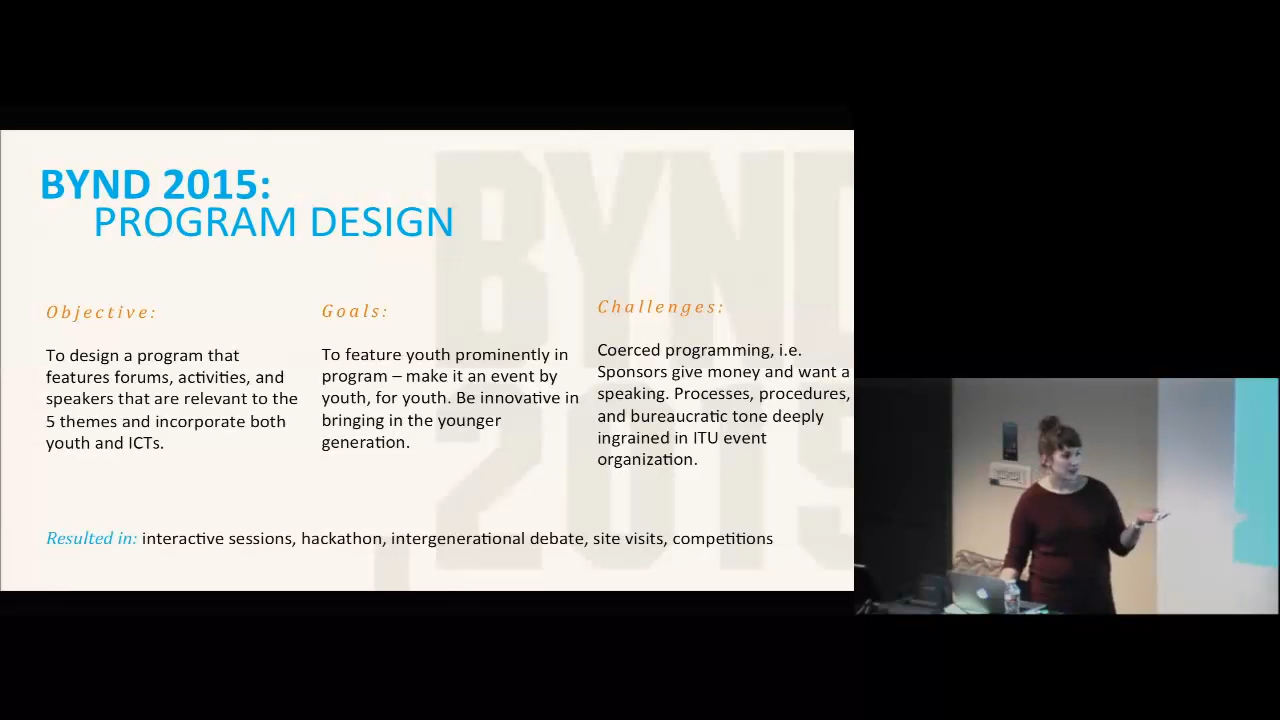 BYND 2015:
PROGRAM DESIGN
Objective:
To design a program that
features forums, activities, and
speakers that are relevant to the
5 themes and incorporate both
youth and ICTs.
Goals:
To feature youth prominently in
program – make it an event by
youth, for youth. Be innovative in
bringing in the younger
generation.
Challenges:
Coerced programming, i.e.
Sponsors give money and want a
speaking. Processes, procedures,
and bureaucratic tone deeply
ingrained in ITU event
organization.
Resulted in: interactive sessions, hackathon, intergenerational debate, site visits, competitions
BYND
2015